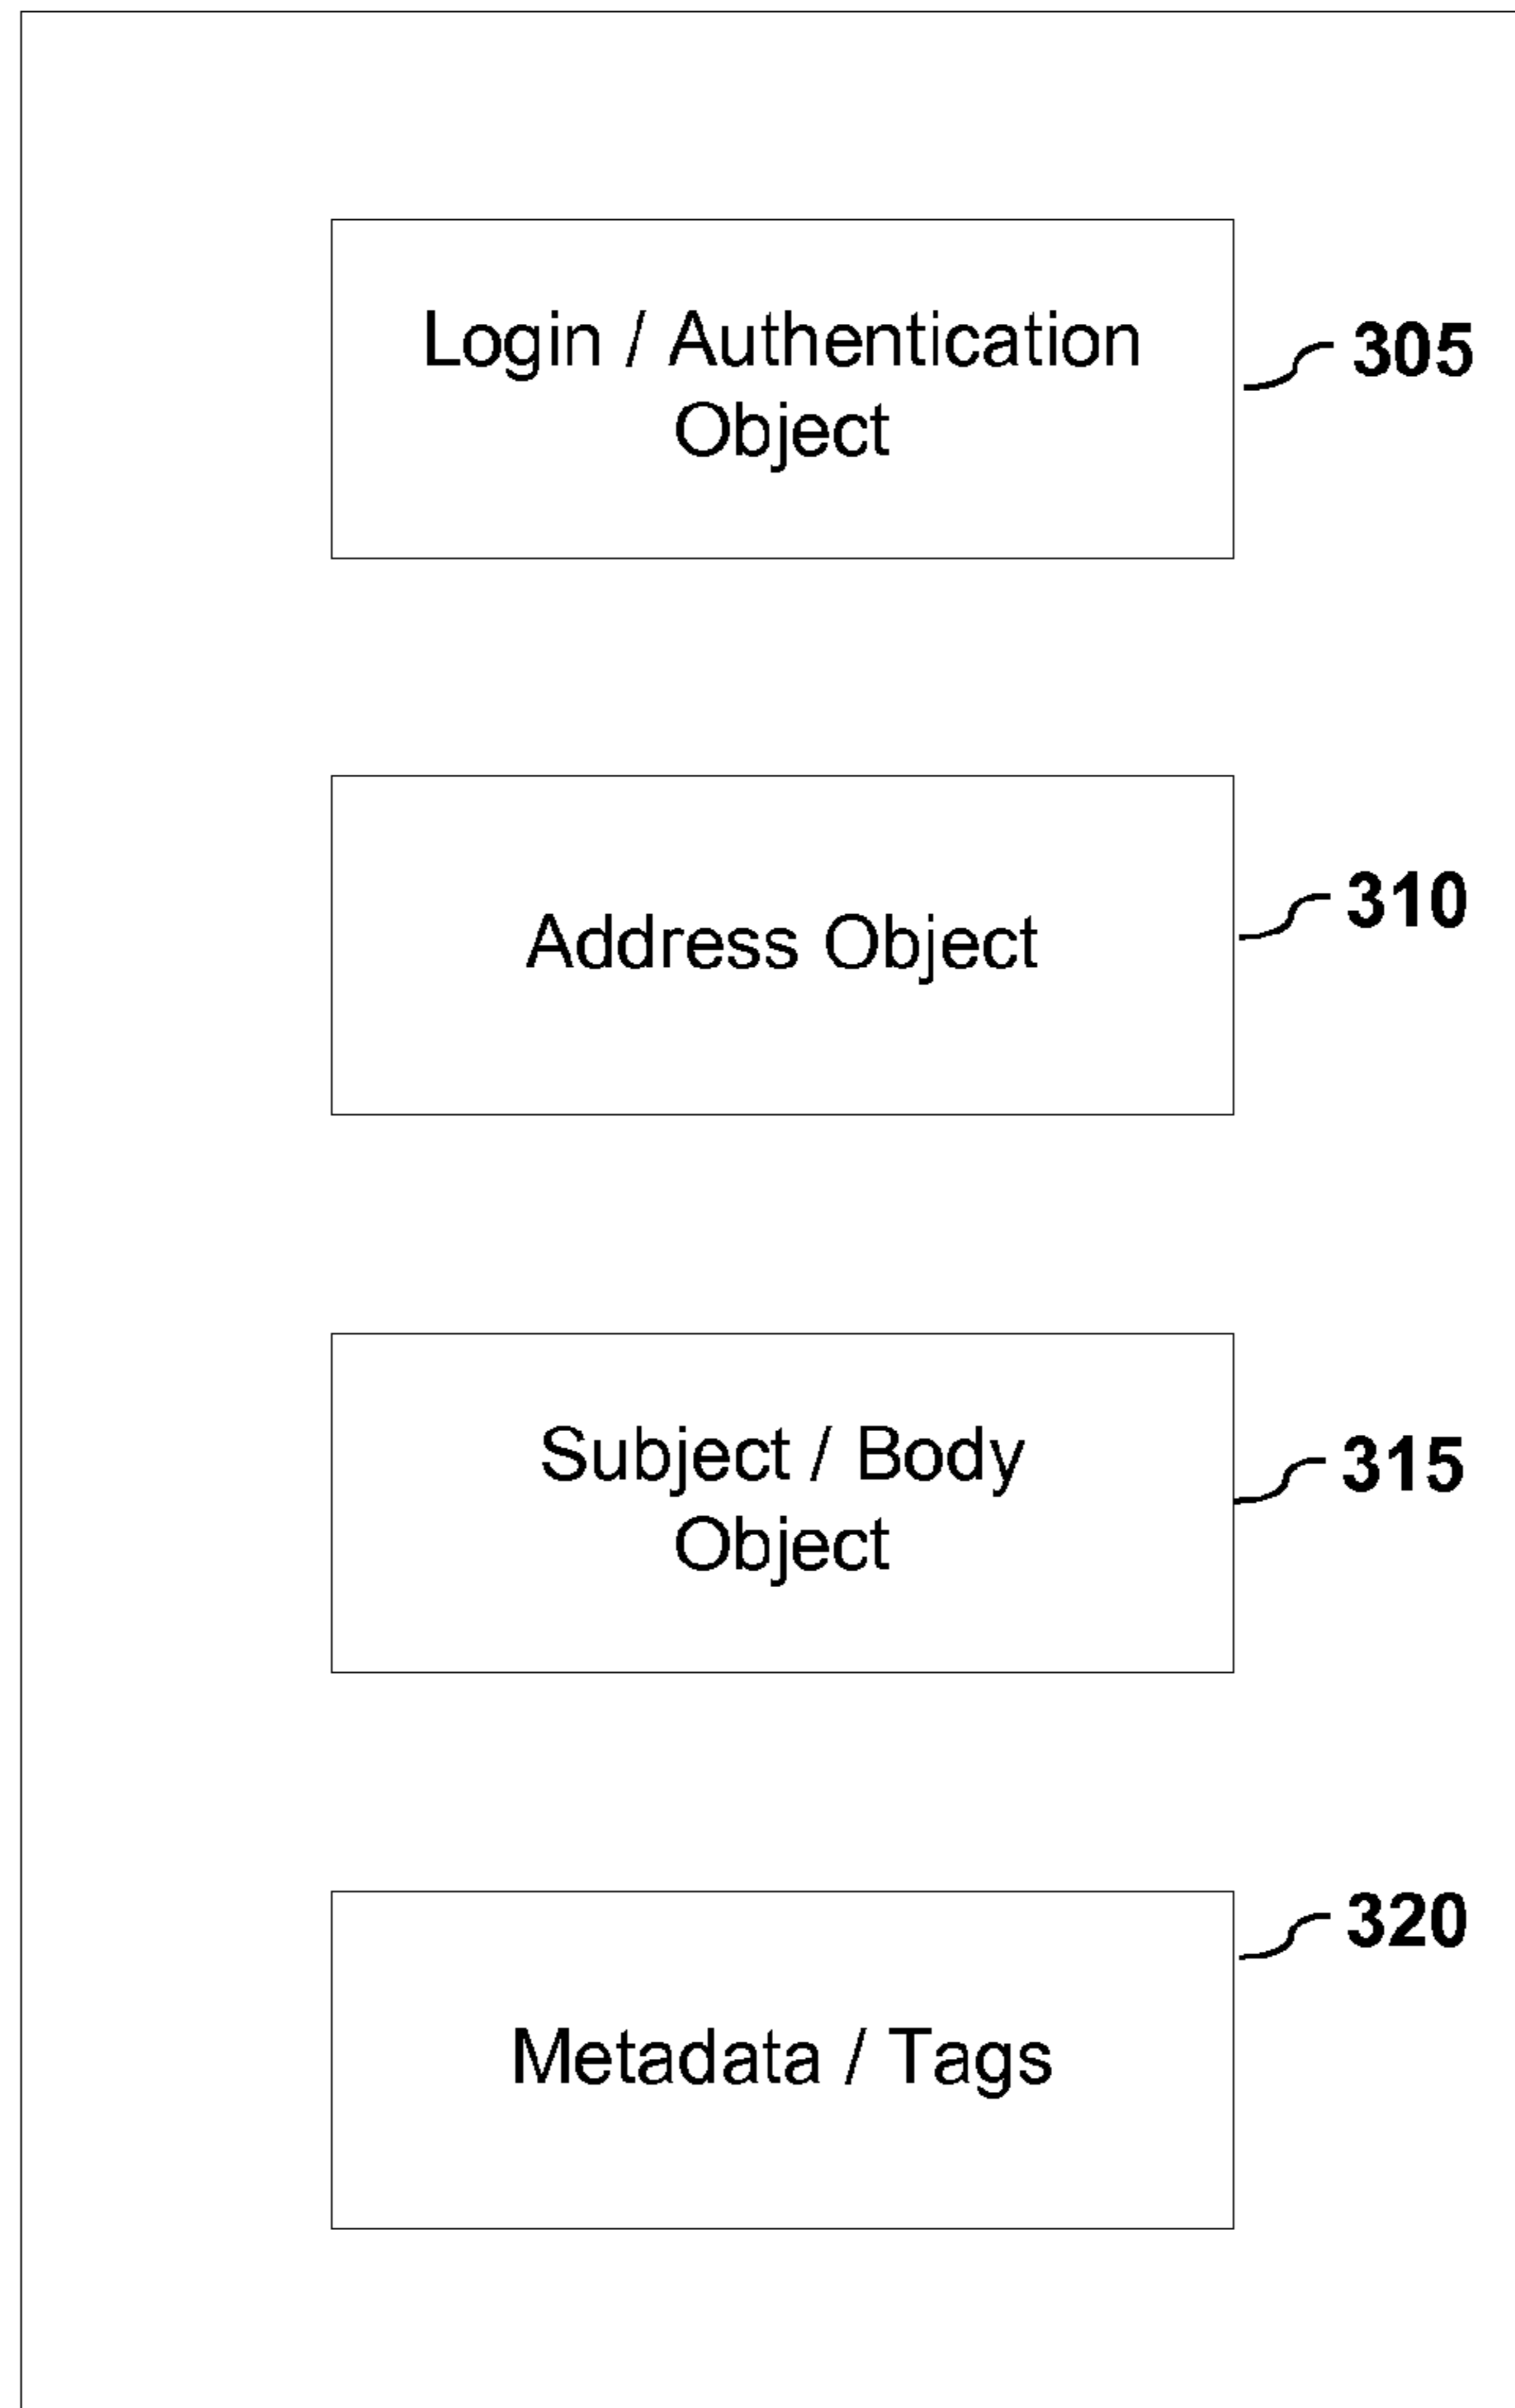 Login / Authentication
Object
305
Address Object
310
Subject / Body
Object
315
Metadata / Tags
320